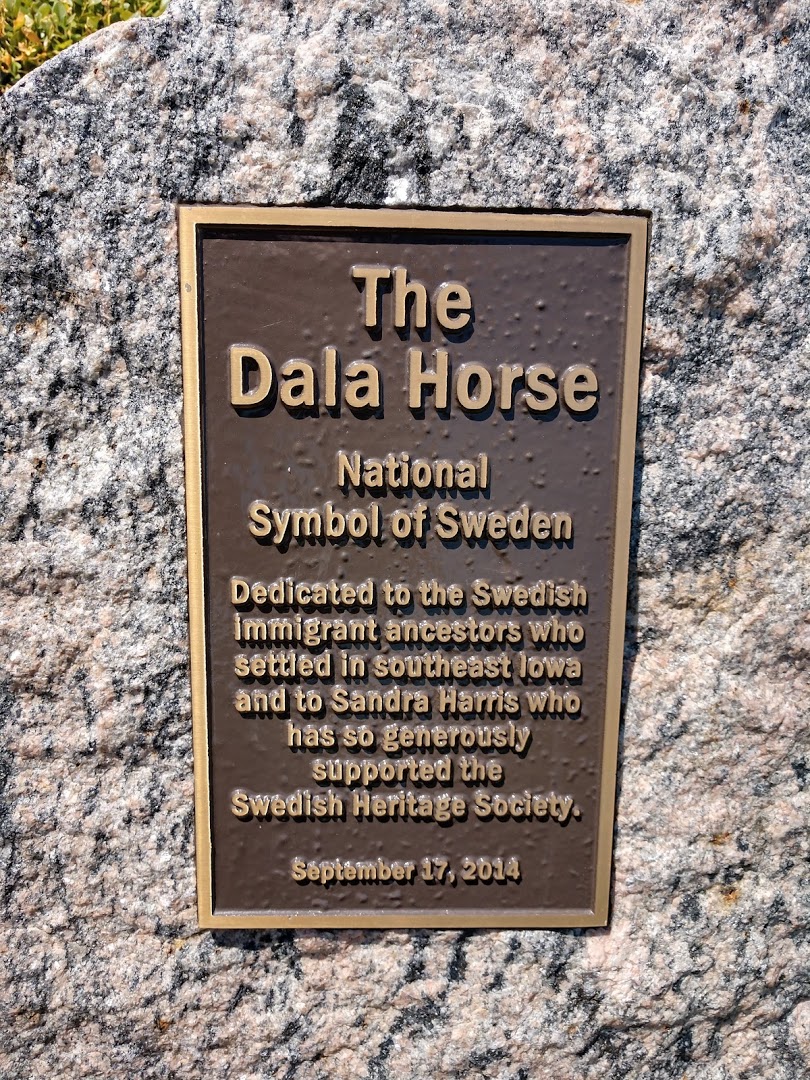 The
Dala Horse
National
Symbol of Sweden
Dedicated to the Swedish
immigrant ancestors who
settled in southeast Iowa
and to Sandra Harris who
has so generously
supported the
Swedish Heritage Society.
September 17, 2014